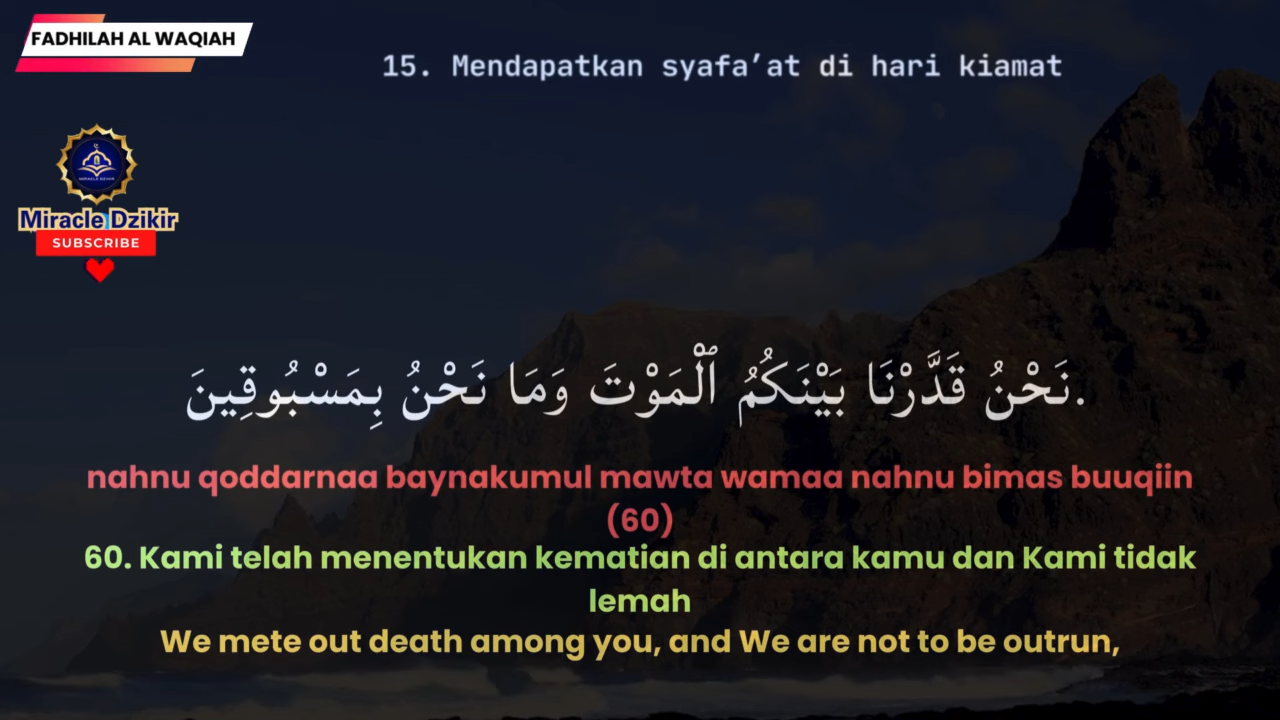 FADHILAH AL WAQIAH
15. Mendapatkan syafa’at di hari kiamat
Miracle Dzikir
SUBSCRIBE
نَحْنُ قَدَّرْنَا بَيْنَكُمُ ٱلْمَوْتَ وَمَا نَحْنُ بِمَسْبُوقِينَ.
nahnu qoddarnaa baynakumul mawta wamaa nahnu bimas buuqiin
(60)
60. Kami telah menentukan kematian di antara kamu dan Kami tidak
lemah
We mete out death among you, and We are not to be outrun,